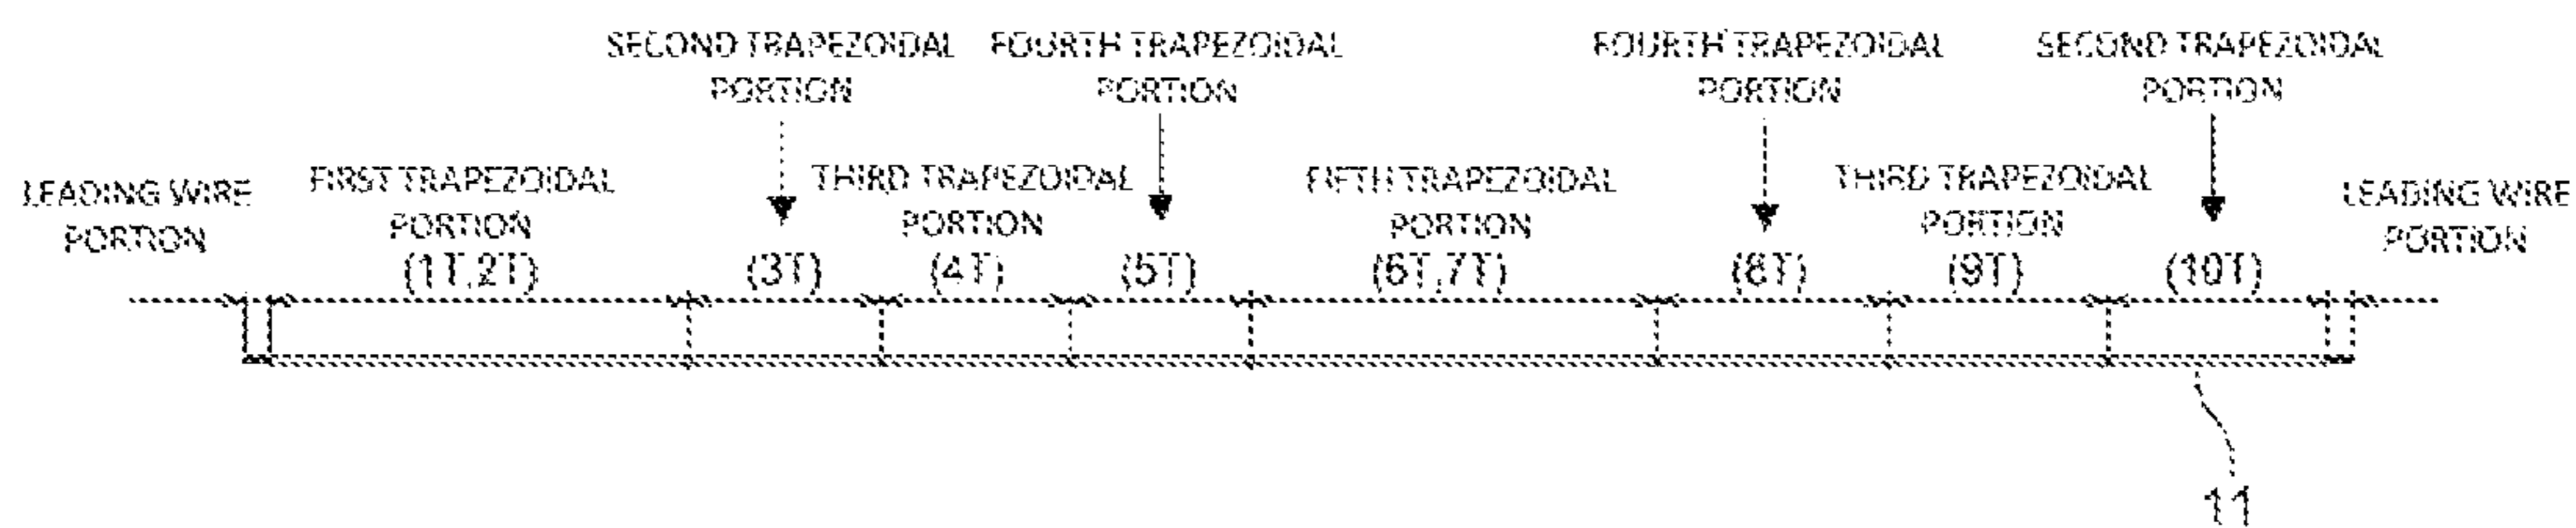 SECOND TRAPEZOIDAL
PORTION
FOURTH TRAPEZOIDAL
PORTION
FOURTH TRAPEZOIDAL
PORTION
SECOND TRAPEZOIDAL
PORTION
LEADING WIRE
PORTION
FIRST TRAPEZOIDAL
PORTION
(1T,2T)
(3T)
THIRD TRAPEZOIDAL
PORTION
(4T)
(5T)
FIFTH TRAPEZOIDAL
PORTION
(6T,7T)
(8T)
THIRD TRAPEZOIDAL
PORTION
(9T)
(10T)
LEADING WIRE
PORTION
11